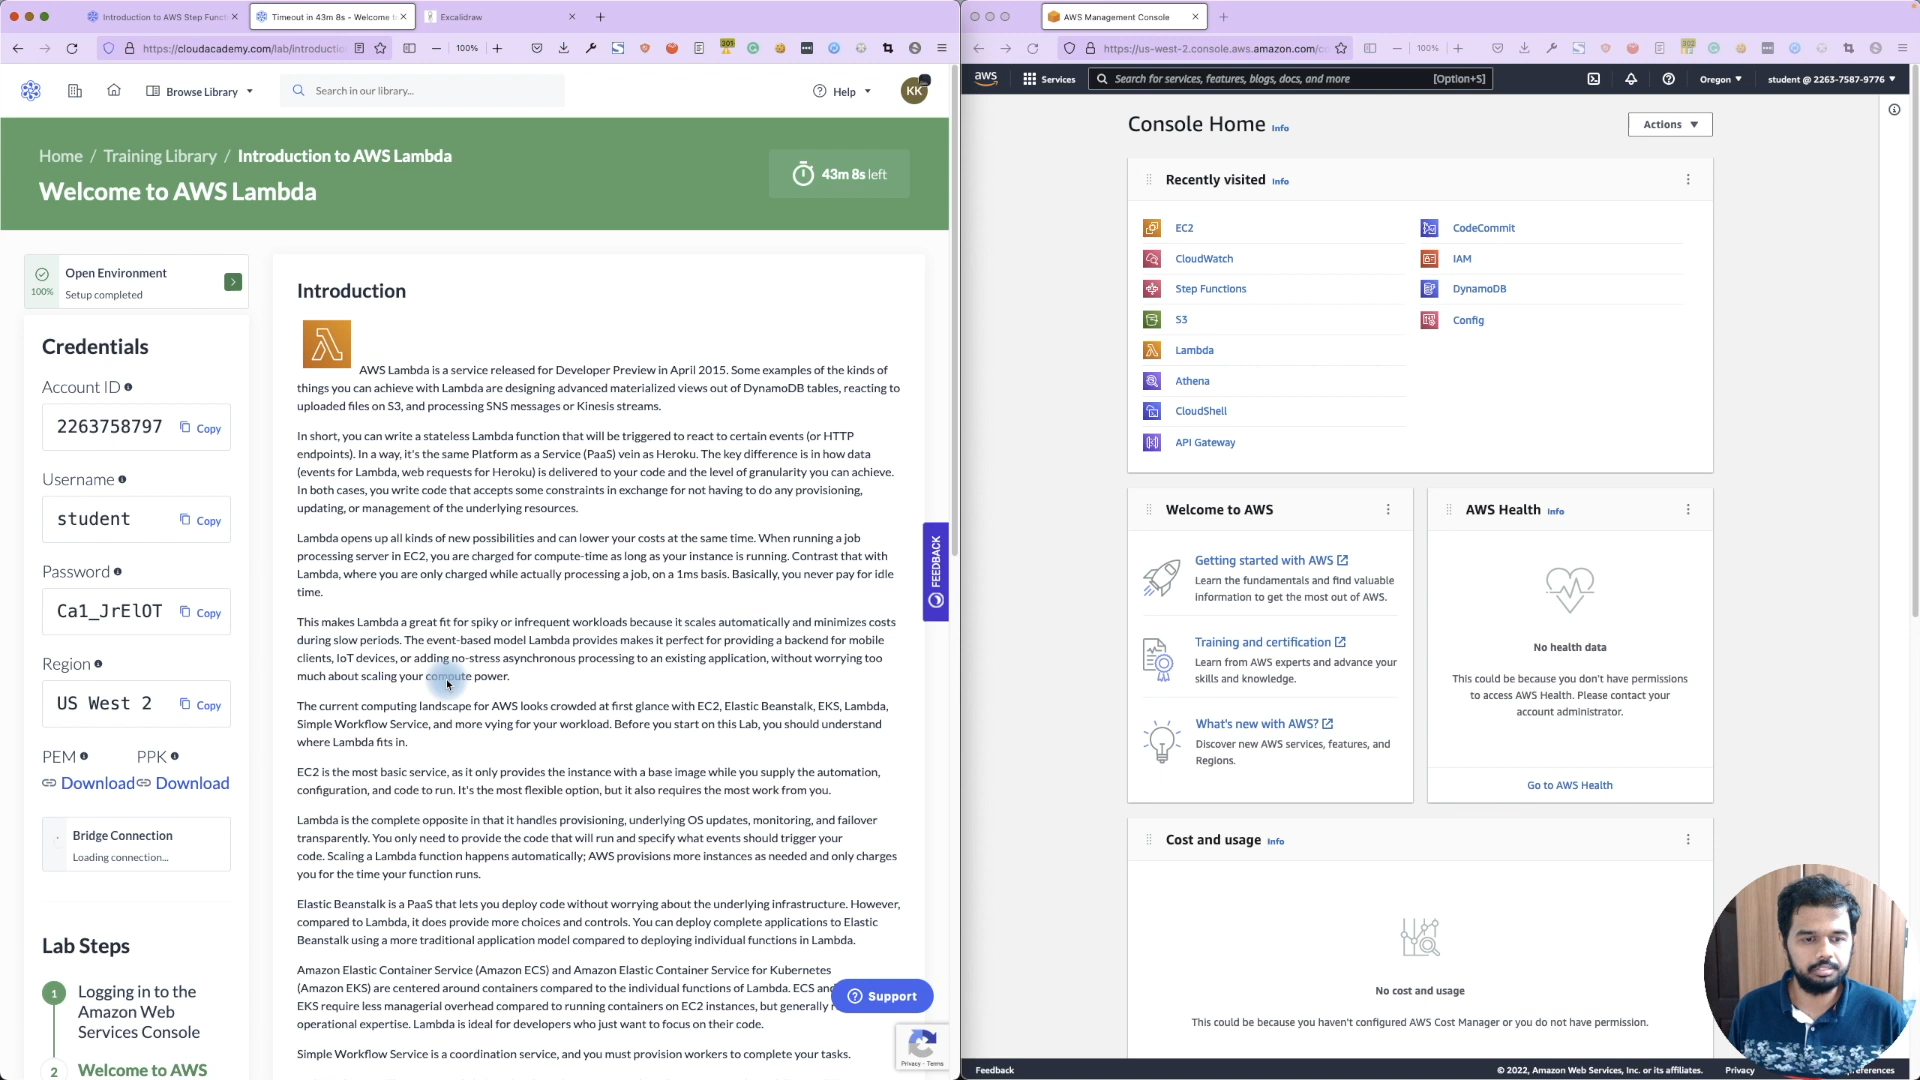 Introduction to AWS Step Funct
Timeout in 43m 8s - Welcome t
Excalidraw
https://cloudacademy.com/lab/introductio
100%
301
Browse Library
Search in our library...
Help
KK
Home / Training Library / Introduction to AWS Lambda
Welcome to AWS Lambda
43m 8s left
100%
Open Environment
Setup completed
Credentials
Account ID
2263758797 Copy
Username
student Copy
Password
Ca1_JrElOT Copy
Region
US West 2 Copy
PEM PPK
Download Download
Bridge Connection
Loading connection...
Lab Steps
1 Logging in to the
Amazon Web
Services Console
2 Welcome to AWS
Introduction
AWS Lambda is a service released for Developer Preview in April 2015. Some examples of the kinds of
things you can achieve with Lambda are designing advanced materialized views out of DynamoDB tables, reacting to
uploaded files on S3, and processing SNS messages or Kinesis streams.
In short, you can write a stateless Lambda function that will be triggered to react to certain events (or HTTP
endpoints). In a way, it's the same Platform as a Service (PaaS) vein as Heroku. The key difference is in how data
(events for Lambda, web requests for Heroku) is delivered to your code and the level of granularity you can achieve.
In both cases, you write code that accepts some constraints in exchange for not having to do any provisioning,
updating, or management of the underlying resources.
Lambda opens up all kinds of new possibilities and can lower your costs at the same time. When running a job
processing server in EC2, you are charged for compute-time as long as your instance is running. Contrast that with
Lambda, where you are only charged while actually processing a job, on a 1ms basis. Basically, you never pay for idle
time.
This makes Lambda a great fit for spiky or infrequent workloads because it scales automatically and minimizes costs
during slow periods. The event-based model Lambda provides makes it perfect for providing a backend for mobile
clients, IoT devices, or adding no-stress asynchronous processing to an existing application, without worrying too
much about scaling your compute power.
The current computing landscape for AWS looks crowded at first glance with EC2, Elastic Beanstalk, EKS, Lambda,
Simple Workflow Service, and more vying for your workload. Before you start on this Lab, you should understand
where Lambda fits in.
EC2 is the most basic service, as it only provides the instance with a base image while you supply the automation,
configuration, and code to run. It's the most flexible option, but it also requires the most work from you.
Lambda is the complete opposite in that it handles provisioning, underlying OS updates, monitoring, and failover
transparently. You only need to provide the code that will run and specify what events should trigger your
code. Scaling a Lambda function happens automatically; AWS provisions more instances as needed and only charges
you for the time your function runs.
Elastic Beanstalk is a PaaS that lets you deploy code without worrying about the underlying infrastructure. However,
compared to Lambda, it does provide more choices and controls. You can deploy complete applications to Elastic
Beanstalk using a more traditional application model compared to deploying individual functions in Lambda.
Amazon Elastic Container Service (Amazon ECS) and Amazon Elastic Container Service for Kubernetes
(Amazon EKS) are centered around containers compared to the individual functions of Lambda. ECS and
EKS require less managerial overhead compared to running containers on EC2 instances, but generally
operational expertise. Lambda is ideal for developers who just want to focus on their code.
Simple Workflow Service is a coordination service, and you must provision workers to complete your tasks.
FEEDBACK
Support
Privacy - Terms
AWS Management Console
https://us-west-2.console.aws.amazon.com/c
100%
302
aws
Services
Search for services, features, blogs, docs, and more [Option+S]
Oregon
student @ 2263-7587-9776
Console Home Info
Actions
Recently visited Info
EC2
CloudWatch
Step Functions
S3
Lambda
Athena
CloudShell
API Gateway
CodeCommit
IAM
DynamoDB
Config
Welcome to AWS
Getting started with AWS
Learn the fundamentals and find valuable
information to get the most out of AWS.
Training and certification
Learn from AWS experts and advance your
skills and knowledge.
What's new with AWS?
Discover new AWS services, features, and
Regions.
AWS Health Info
No health data
This could be because you don't have permissions
to access AWS Health. Please contact your
account administrator.
Go to AWS Health
Cost and usage Info
No cost and usage
This could be because you haven't configured AWS Cost Manager or you do not have permission.
Feedback
© 2022, Amazon Web Services, Inc. or its affiliates.
Privacy
references